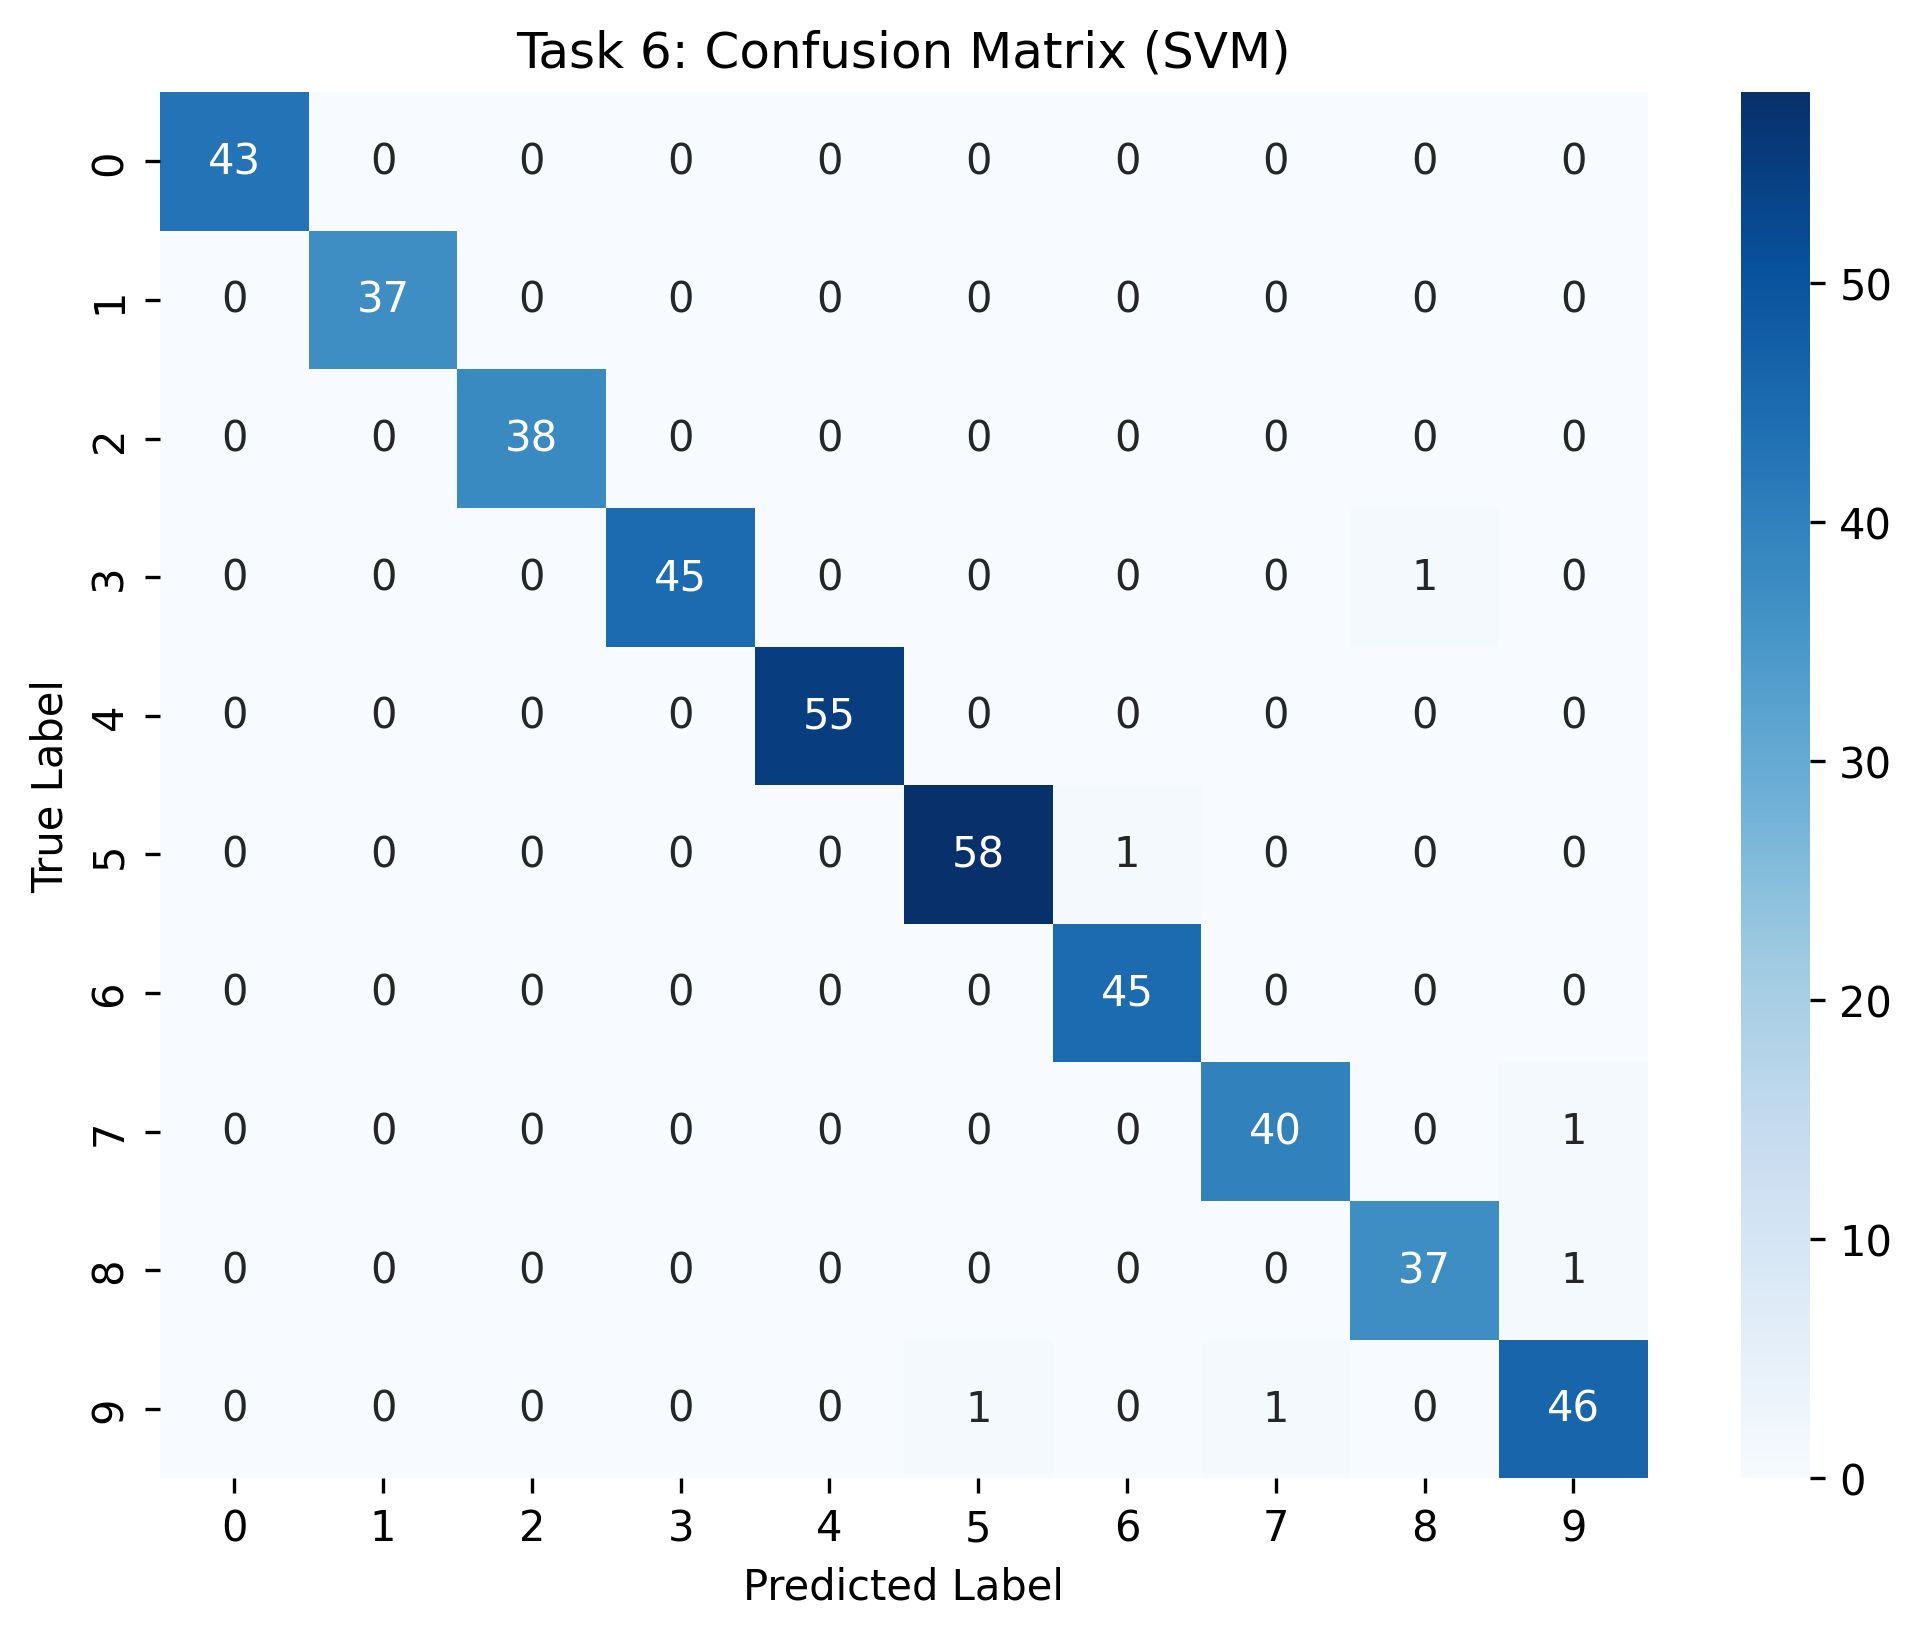 Task 6: Confusion Matrix (SVM)
0 43 0 0 0 0 0 0 0 0 0
1 0 37 0 0 0 0 0 0 0 0
2 0 0 38 0 0 0 0 0 0 0
3 0 0 0 45 0 0 0 0 1 0
4 0 0 0 0 55 0 0 0 0 0
5 0 0 0 0 0 58 1 0 0 0
6 0 0 0 0 0 0 45 0 0 0
7 0 0 0 0 0 0 0 40 0 1
8 0 0 0 0 0 0 0 0 37 1
9 0 0 0 0 0 1 0 1 0 46
0 1 2 3 4 5 6 7 8 9
Predicted Label
True Label
50
40
30
20
10
0